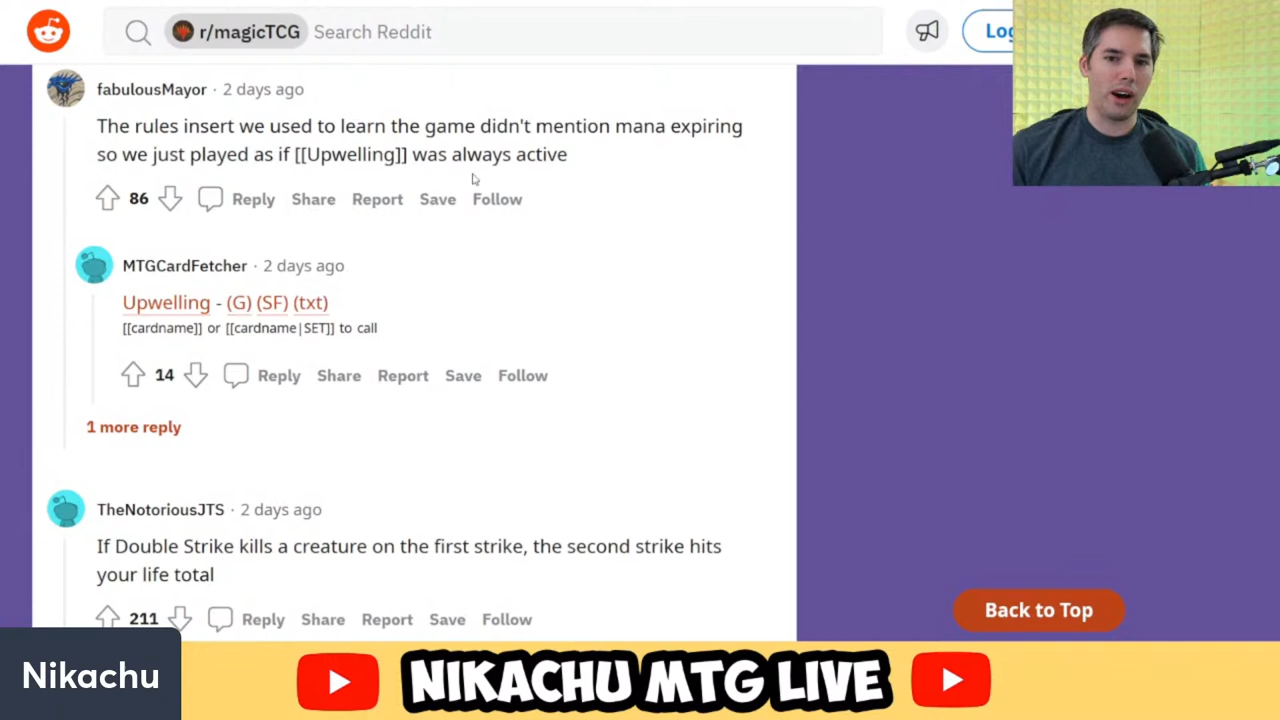 r/magicTCG Search Reddit
Log
fabulousMayor · 2 days ago
The rules insert we used to learn the game didn't mention mana expiring
so we just played as if [[Upwelling]] was always active
86 Reply Share Report Save Follow
MTGCardFetcher · 2 days ago
Upwelling - (G) (SF) (txt)
[[cardname]] or [[cardname|SET]] to call
14 Reply Share Report Save Follow
1 more reply
TheNotoriousJTS · 2 days ago
If Double Strike kills a creature on the first strike, the second strike hits
your life total
211 Reply Share Report Save Follow
Back to Top
Nikachu
NIKACHU MTG LIVE